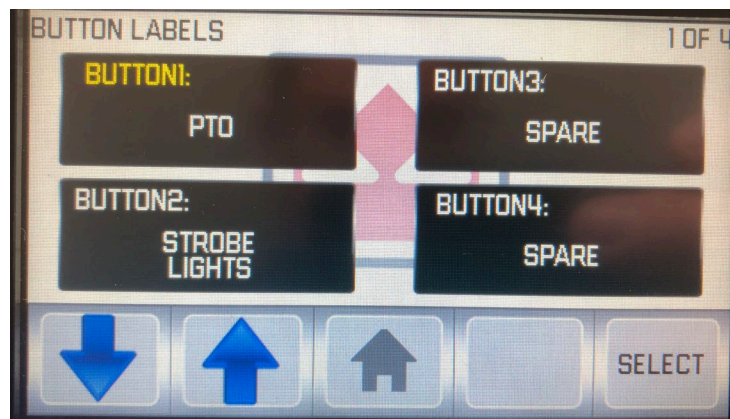 BUTTON LABELS
1 OF 4
BUTTON1:
PTO
BUTTON3:
SPARE
BUTTON2:
STROBE
LIGHTS
BUTTON4:
SPARE
SELECT